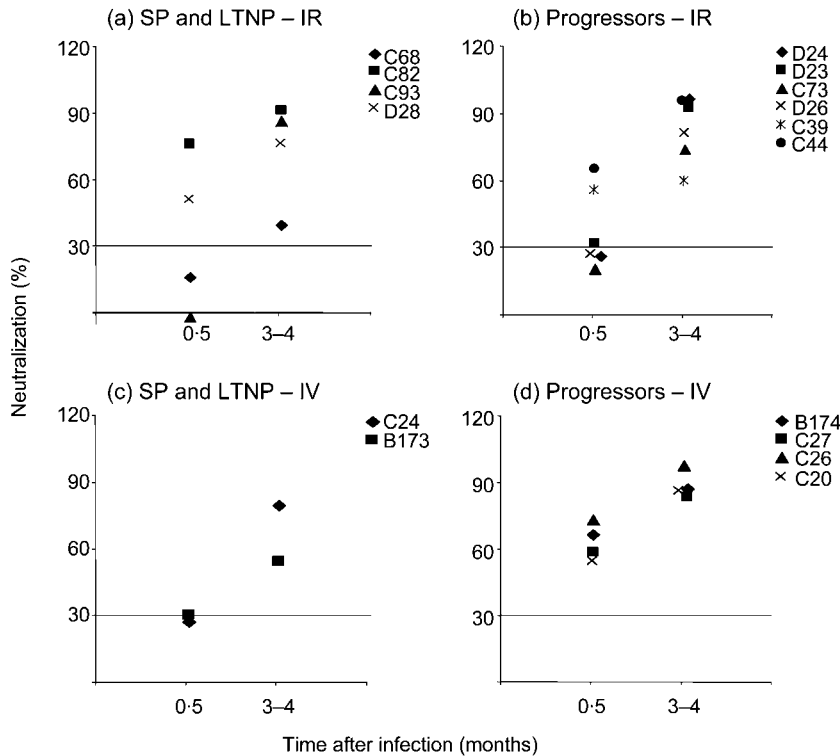 (a) SP and LTNP – IR
120
90
60
30
0·5
3–4
C68
C82
C93
D28
(b) Progressors – IR
120
90
60
30
0·5
3–4
D24
D23
C73
D26
C39
C44
Neutralization (%)
(c) SP and LTNP – IV
120
90
60
30
0·5
3–4
C24
B173
(d) Progressors – IV
120
90
60
30
0·5
3–4
B174
C27
C26
C20
Time after infection (months)